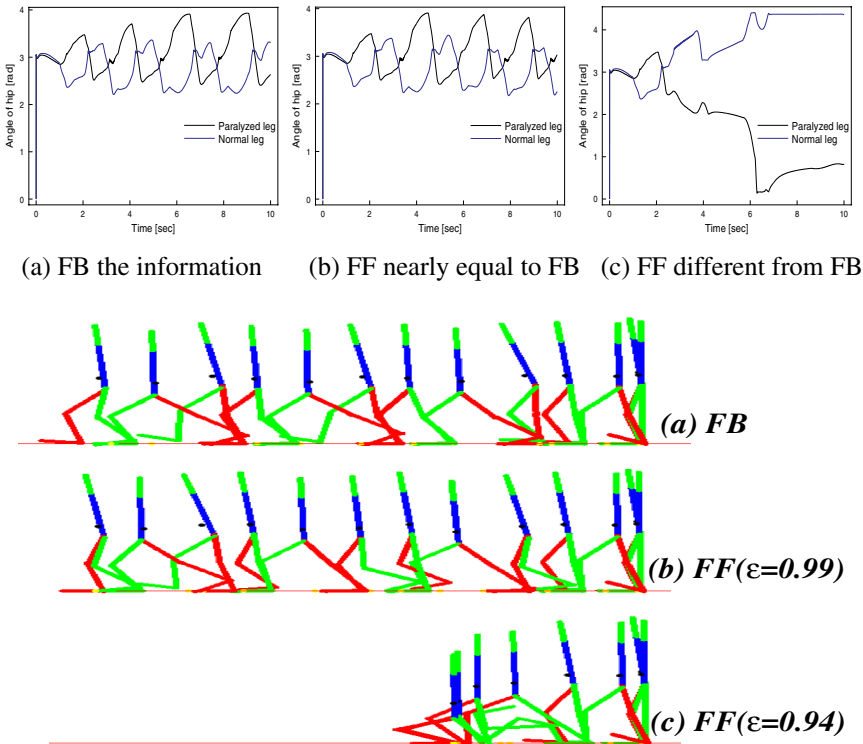 4
3
2
1
0
Angle of hip [rad]
Paralyzed leg
Normal leg
0 2 4 6 8 10
Time [sec]
4
3
2
1
0
Angle of hip [rad]
Paralyzed leg
Normal leg
0 2 4 6 8 10
Time [sec]
4
3
2
1
0
Angle of hip [rad]
Paralyzed leg
Normal leg
0 2 4 6 8 10
Time [sec]
(a) FB the information
(b) FF nearly equal to FB
(c) FF different from FB
(a) FB
(b) FF(ε=0.99)
(c) FF(ε=0.94)